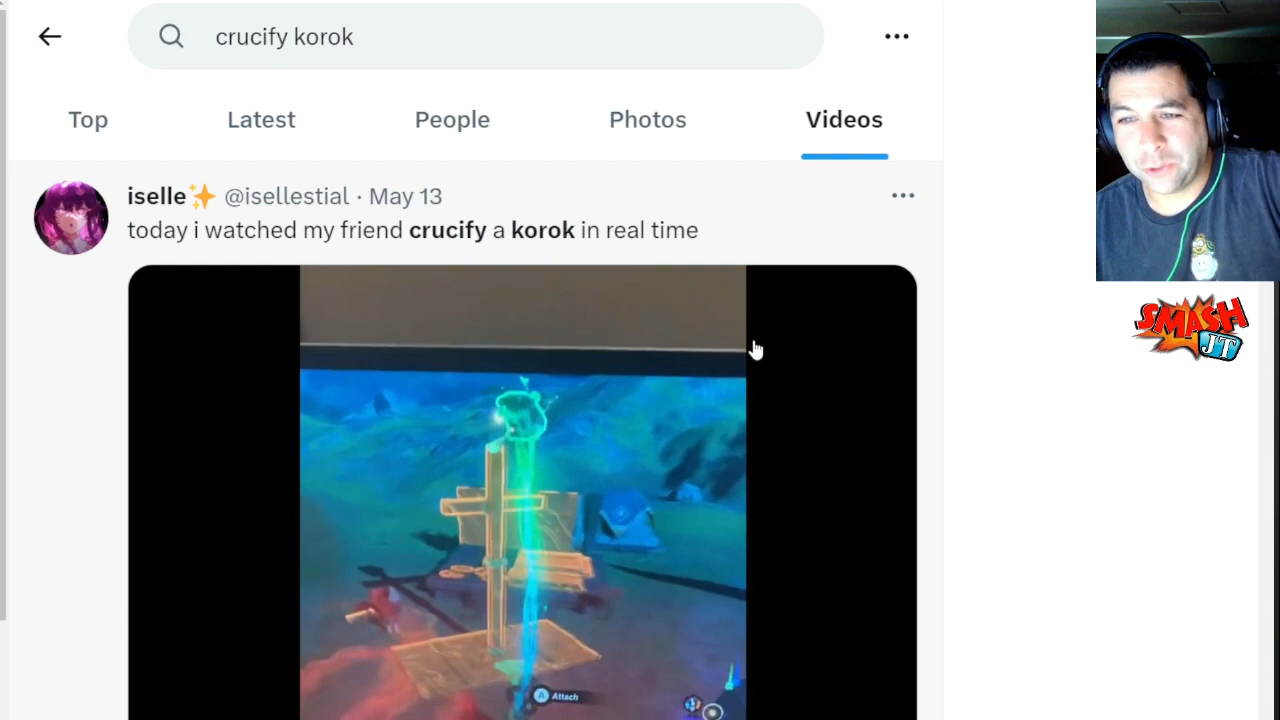 crucify korok
Top Latest People Photos Videos
iselle✨ @isellestial · May 13
today i watched my friend crucify a korok in real time
SMASH
JT
A Attach